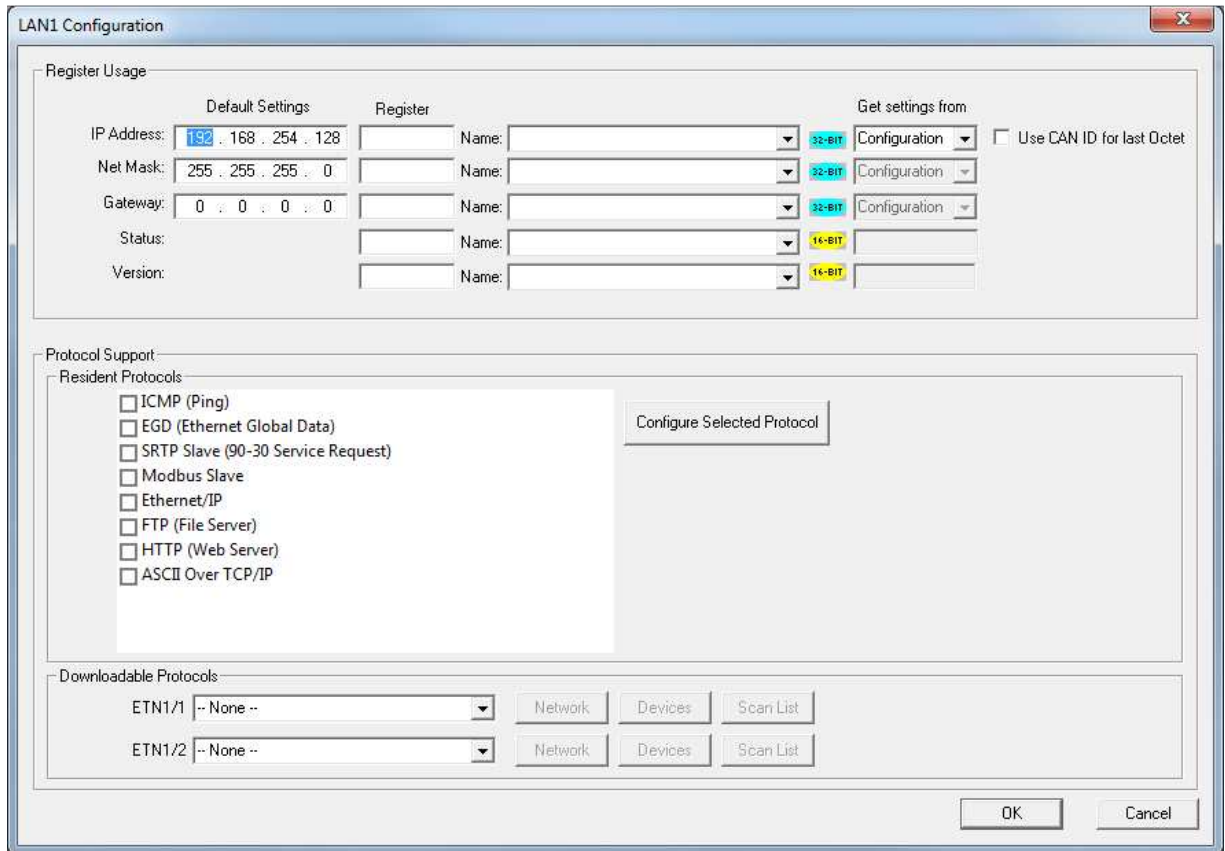 LAN1 Configuration
Register Usage
Default Settings Register Get settings from
IP Address: 192 . 168 . 254 . 128 Name: 32-BIT Configuration Use CAN ID for last Octet
Net Mask: 255 . 255 . 255 . 0 Name: 32-BIT Configuration
Gateway: 0 . 0 . 0 . 0 Name: 32-BIT Configuration
Status: Name: 16-BIT
Version: Name: 16-BIT
Protocol Support
Resident Protocols
ICMP (Ping)
EGD (Ethernet Global Data)
SRTP Slave (90-30 Service Request)
Modbus Slave
Ethernet/IP
FTP (File Server)
HTTP (Web Server)
ASCII Over TCP/IP
Configure Selected Protocol
Downloadable Protocols
ETN1/1 -- None -- Network Devices Scan List
ETN1/2 -- None -- Network Devices Scan List
OK Cancel